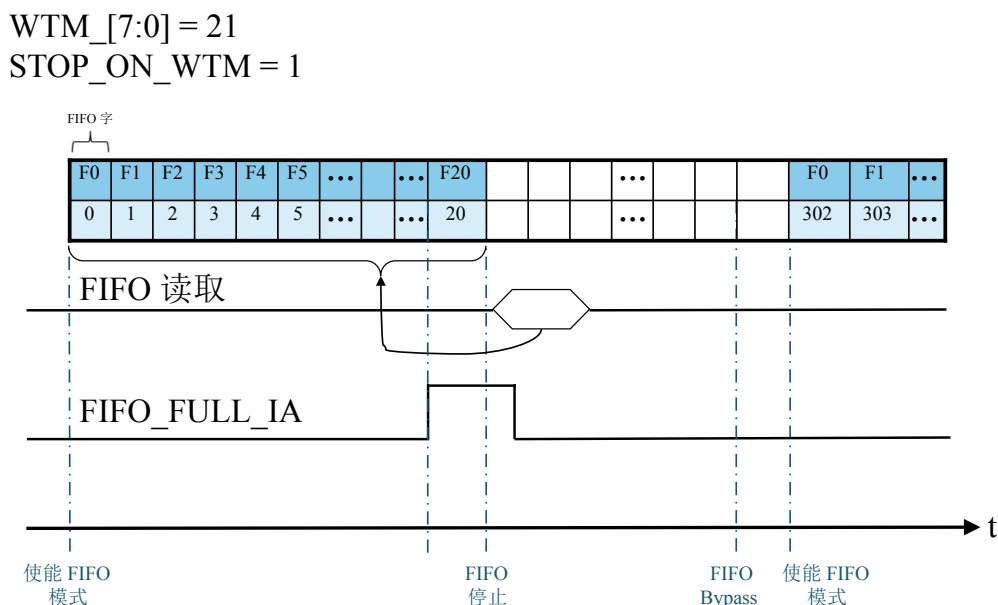 WTM_[7:0] = 21
STOP_ON_WTM = 1
FIFO 字
F0 F1 F2 F3 F4 F5 ... ... F20 ... F0 F1 ...
0 1 2 3 4 5 ... ... 20 ... 302 303 ...
FIFO 读取
FIFO_FULL_IA
t
使能 FIFO
模式
FIFO
停止
FIFO
Bypass
使能 FIFO
模式